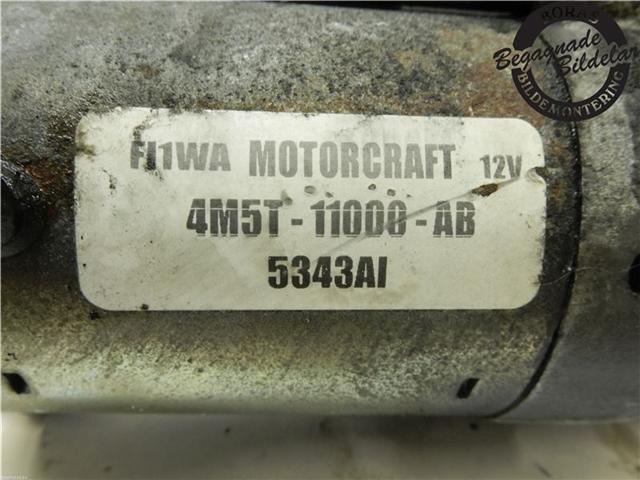 BORÅS
Begagnade
Bildelar
BILDEMONTERING
FI1WA MOTORCRAFT 12V
4M5T-11000-AB
5343AI